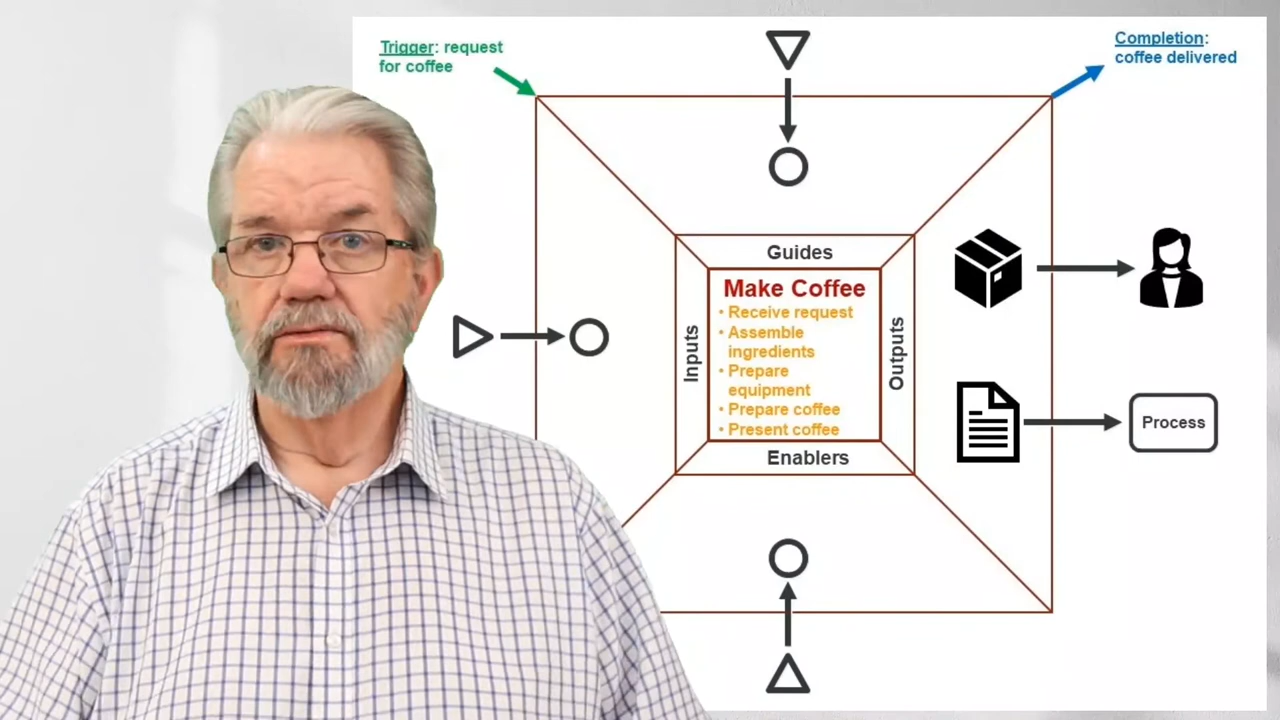 Trigger: request
for coffee
Completion:
coffee delivered
Guides
Make Coffee
• Receive request
• Assemble
ingredients
• Prepare
equipment
• Prepare coffee
• Present coffee
Inputs
Outputs
Enablers
Process